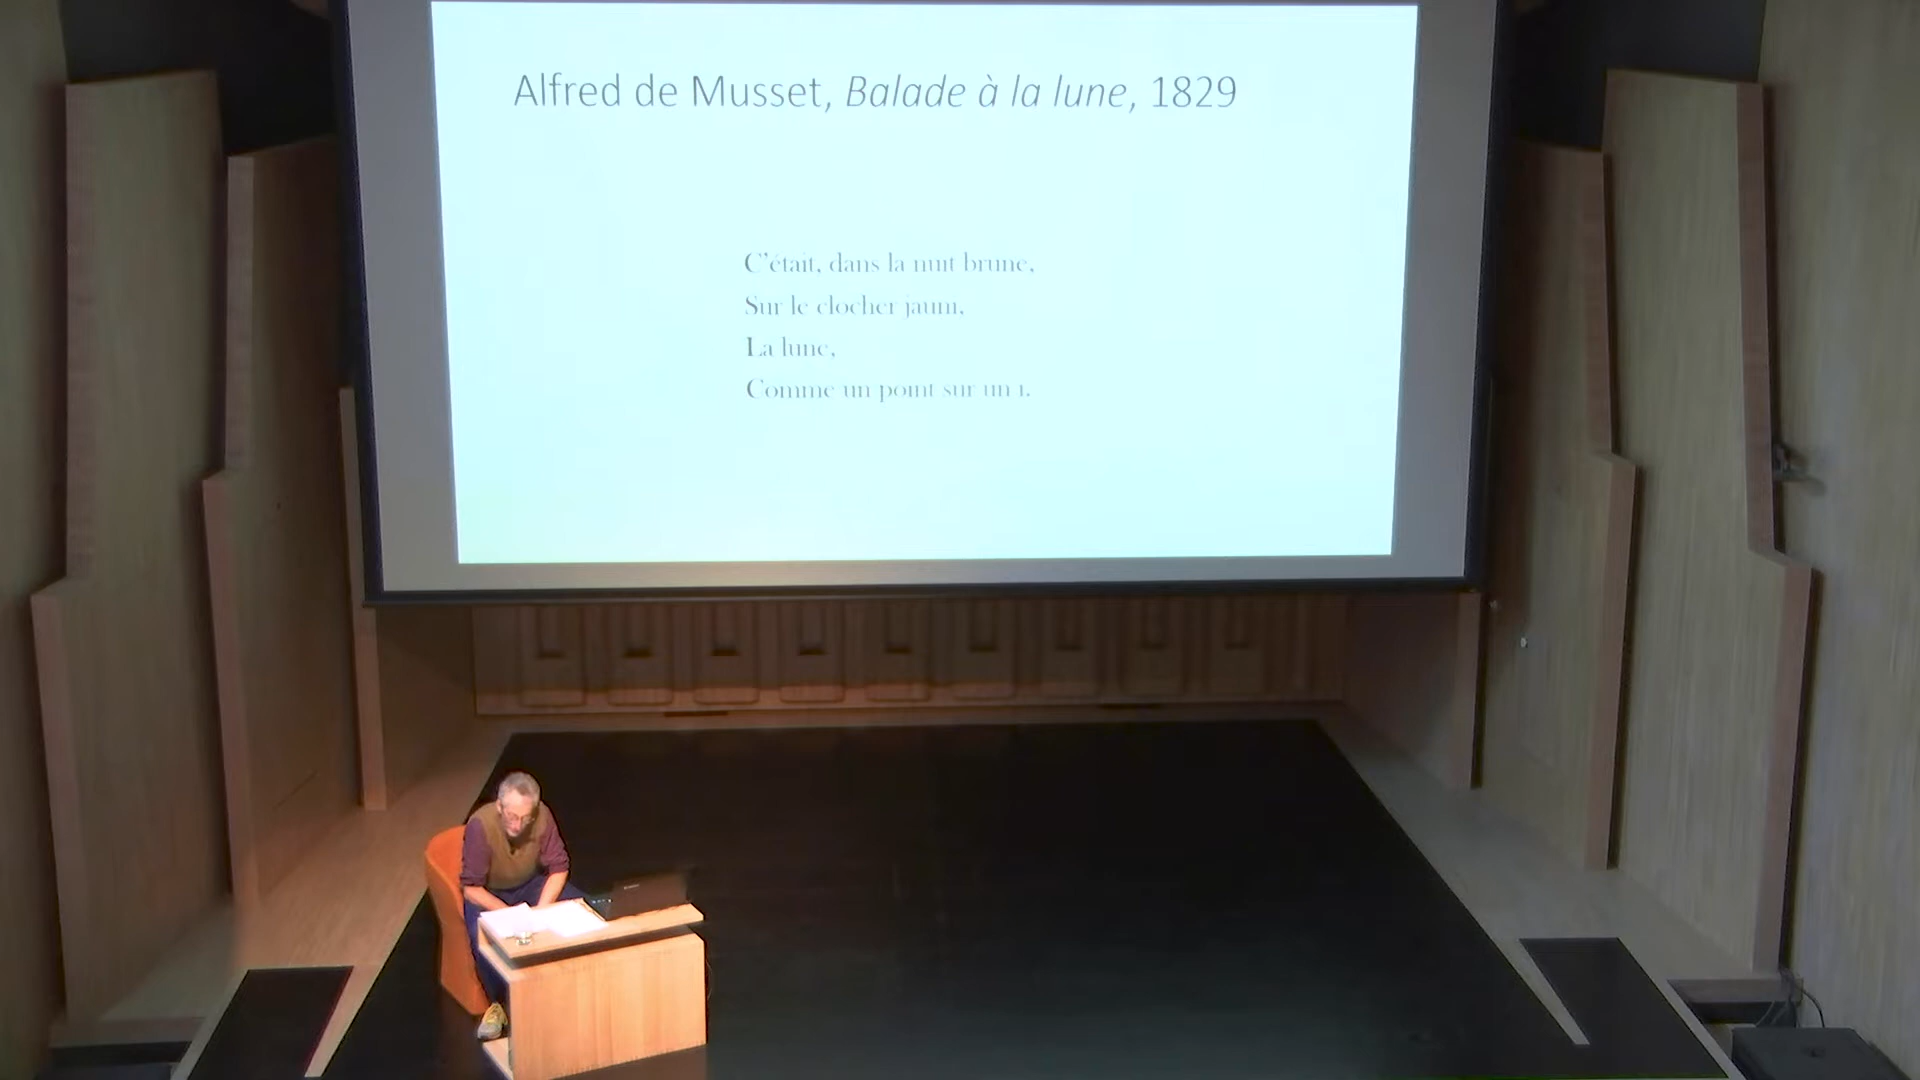 Alfred de Musset, Balade à la lune, 1829
C'était, dans la nuit brune,
Sur le clocher jauni,
La lune,
Comme un point sur un i.